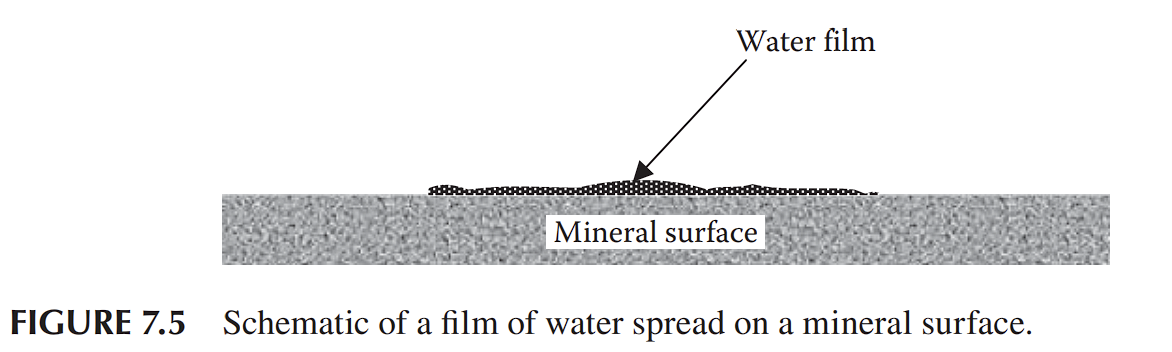 Water film
Mineral surface
FIGURE 7.5 Schematic of a film of water spread on a mineral surface.